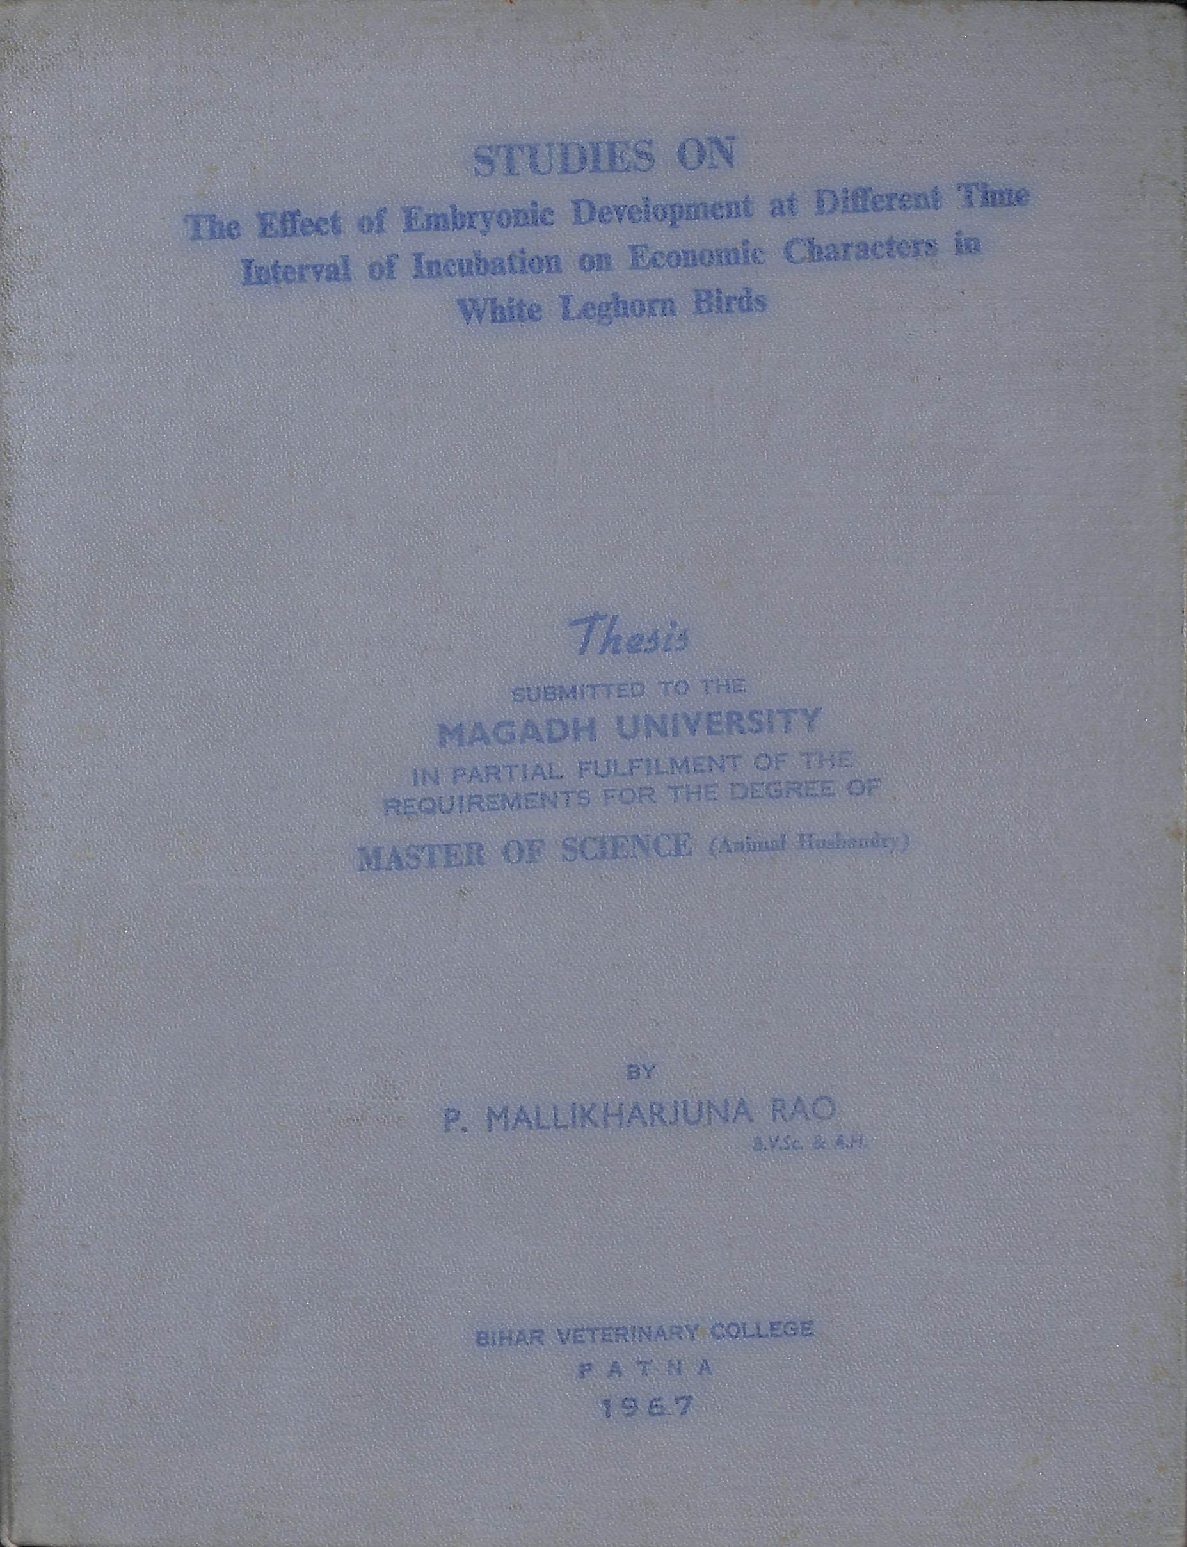 STUDIES ON
The Effect of Embryonic Development at Different Time
Interval of Incubation on Economic Characters in
White Leghorn Birds
Thesis
SUBMITTED TO THE
MAGADH UNIVERSITY
IN PARTIAL FULFILMENT OF THE
REQUIREMENTS FOR THE DEGREE OF
MASTER OF SCIENCE (Animal Husbandry)
BY
P. MALLIKHARJUNA RAO
B.V.Sc. & A.H.
BIHAR VETERINARY COLLEGE
PATNA
1967